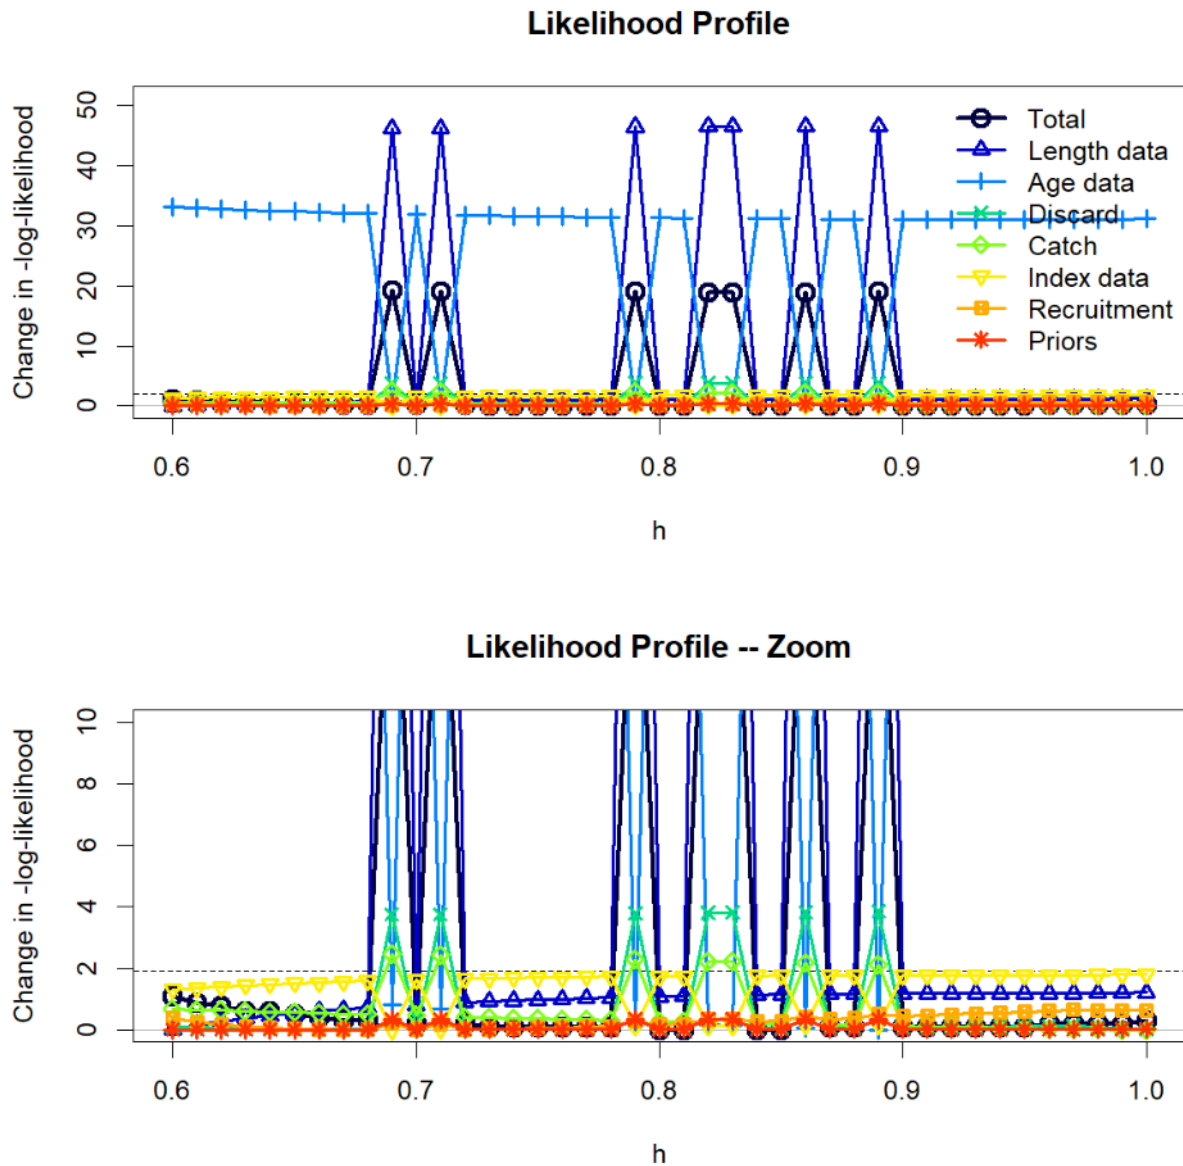 Likelihood Profile
Change in -log-likelihood
50
40
30
20
10
0
Total
Length data
Age data
Discard
Catch
Index data
Recruitment
Priors
0.6 0.7 0.8 0.9 1.0
h
Likelihood Profile -- Zoom
Change in -log-likelihood
10
8
6
4
2
0
0.6 0.7 0.8 0.9 1.0
h